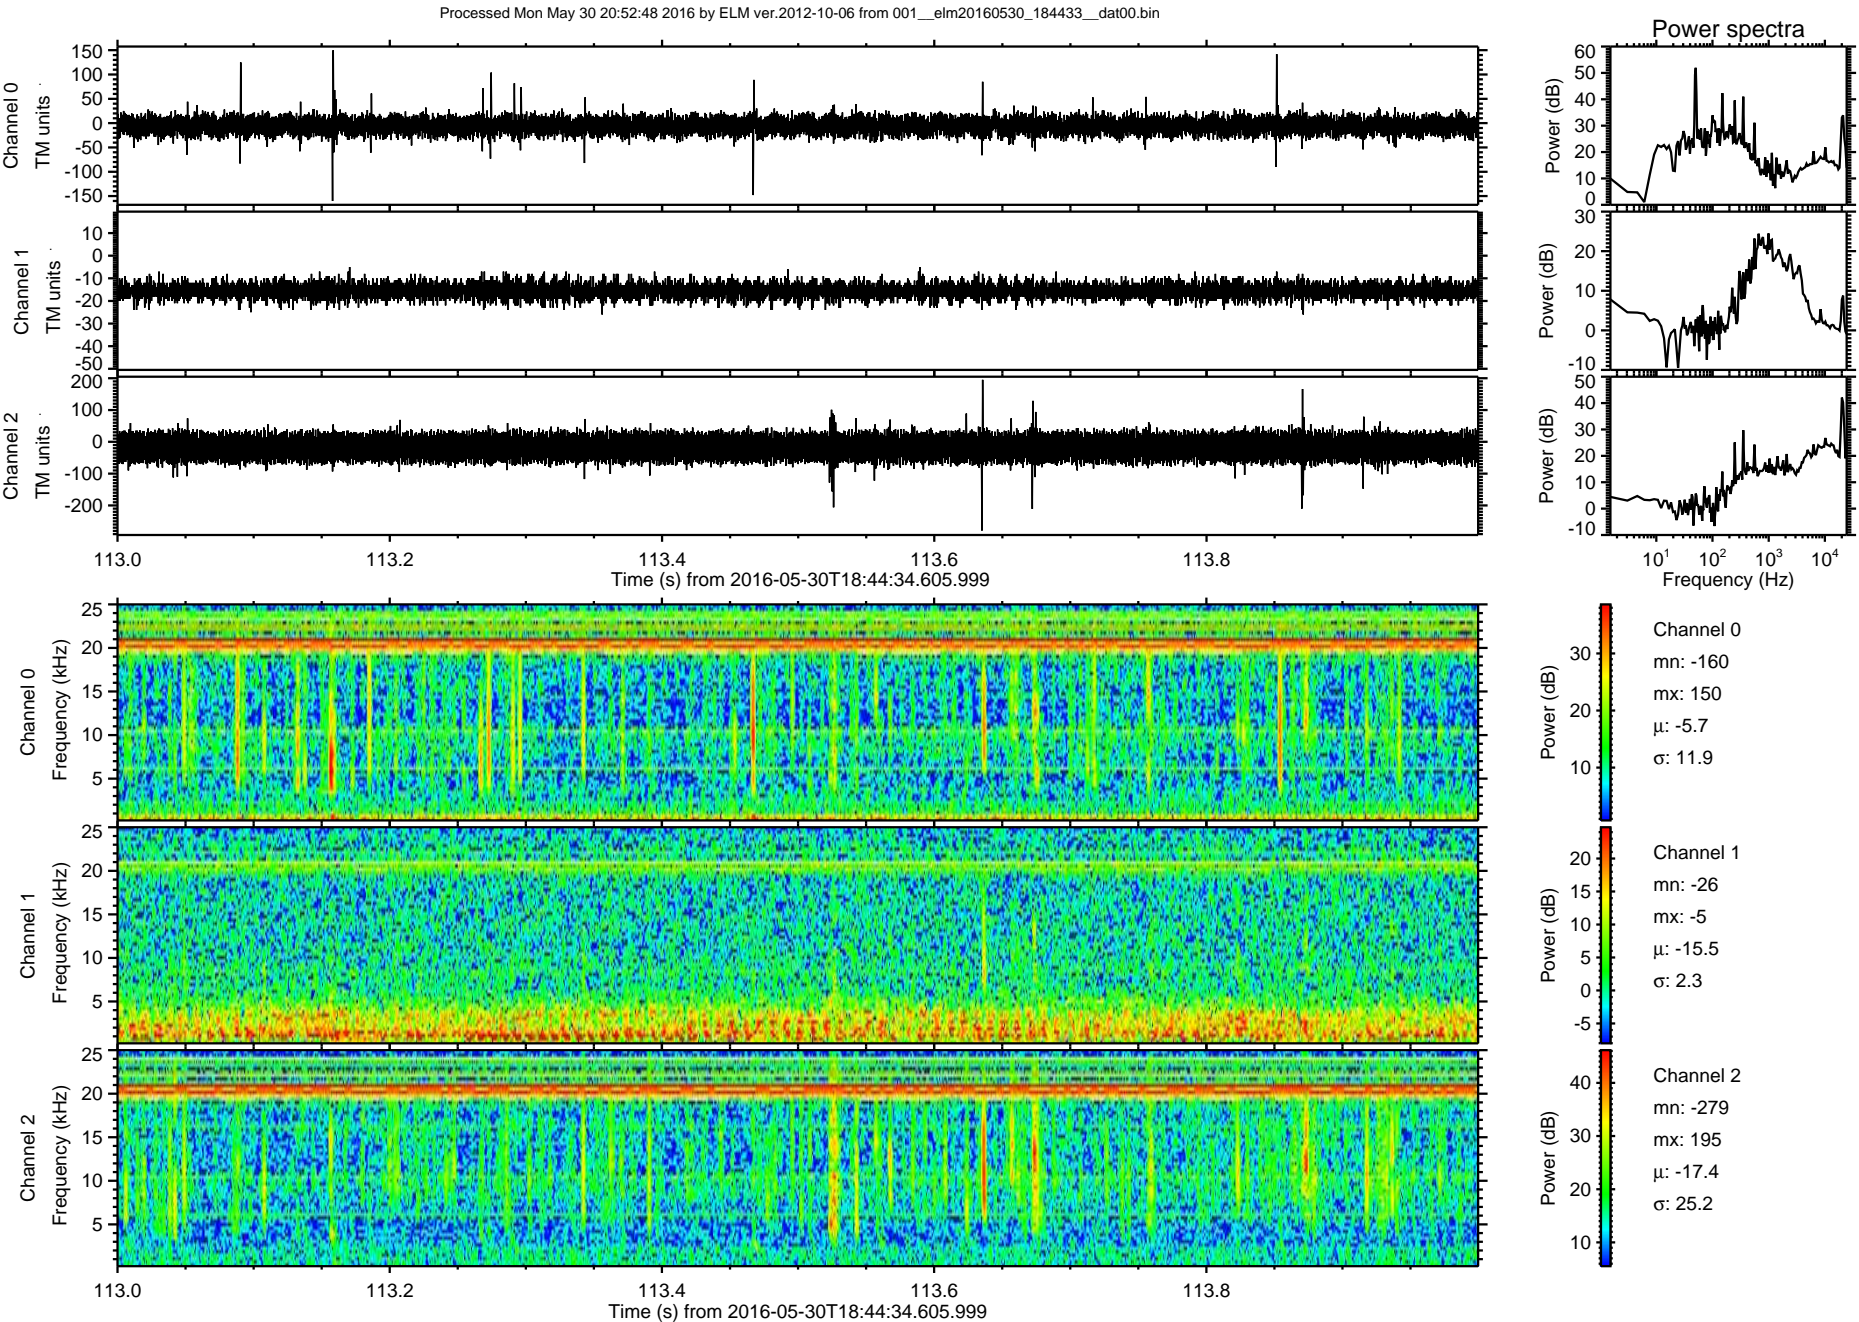 Processed Mon May 30 20:52:48 2016 by ELM ver.2012-10-06 from 001__elm20160530_184433__dat00.bin
Power spectra
Channel 0
TM units
150
100
50
0
-50
-100
-150
Power (dB)
60
50
40
30
20
10
0
Channel 1
TM units
10
0
-10
-20
-30
-40
-50
Power (dB)
30
20
10
0
-10
Channel 2
TM units
200
100
0
-100
-200
Power (dB)
50
40
30
20
10
0
-10
113.0 113.2 113.4 113.6 113.8
Time (s) from 2016-05-30T18:44:34.605.999
10¹ 10² 10³ 10⁴
Frequency (Hz)
Channel 0
Frequency (kHz)
25
20
15
10
5
Power (dB)
30
20
10
Channel 0
mn: -160
mx: 150
µ: -5.7
σ: 11.9
Channel 1
Frequency (kHz)
25
20
15
10
5
Power (dB)
20
15
10
5
0
-5
Channel 1
mn: -26
mx: -5
µ: -15.5
σ: 2.3
Channel 2
Frequency (kHz)
25
20
15
10
5
Power (dB)
40
30
20
10
Channel 2
mn: -279
mx: 195
µ: -17.4
σ: 25.2
113.0 113.2 113.4 113.6 113.8
Time (s) from 2016-05-30T18:44:34.605.999